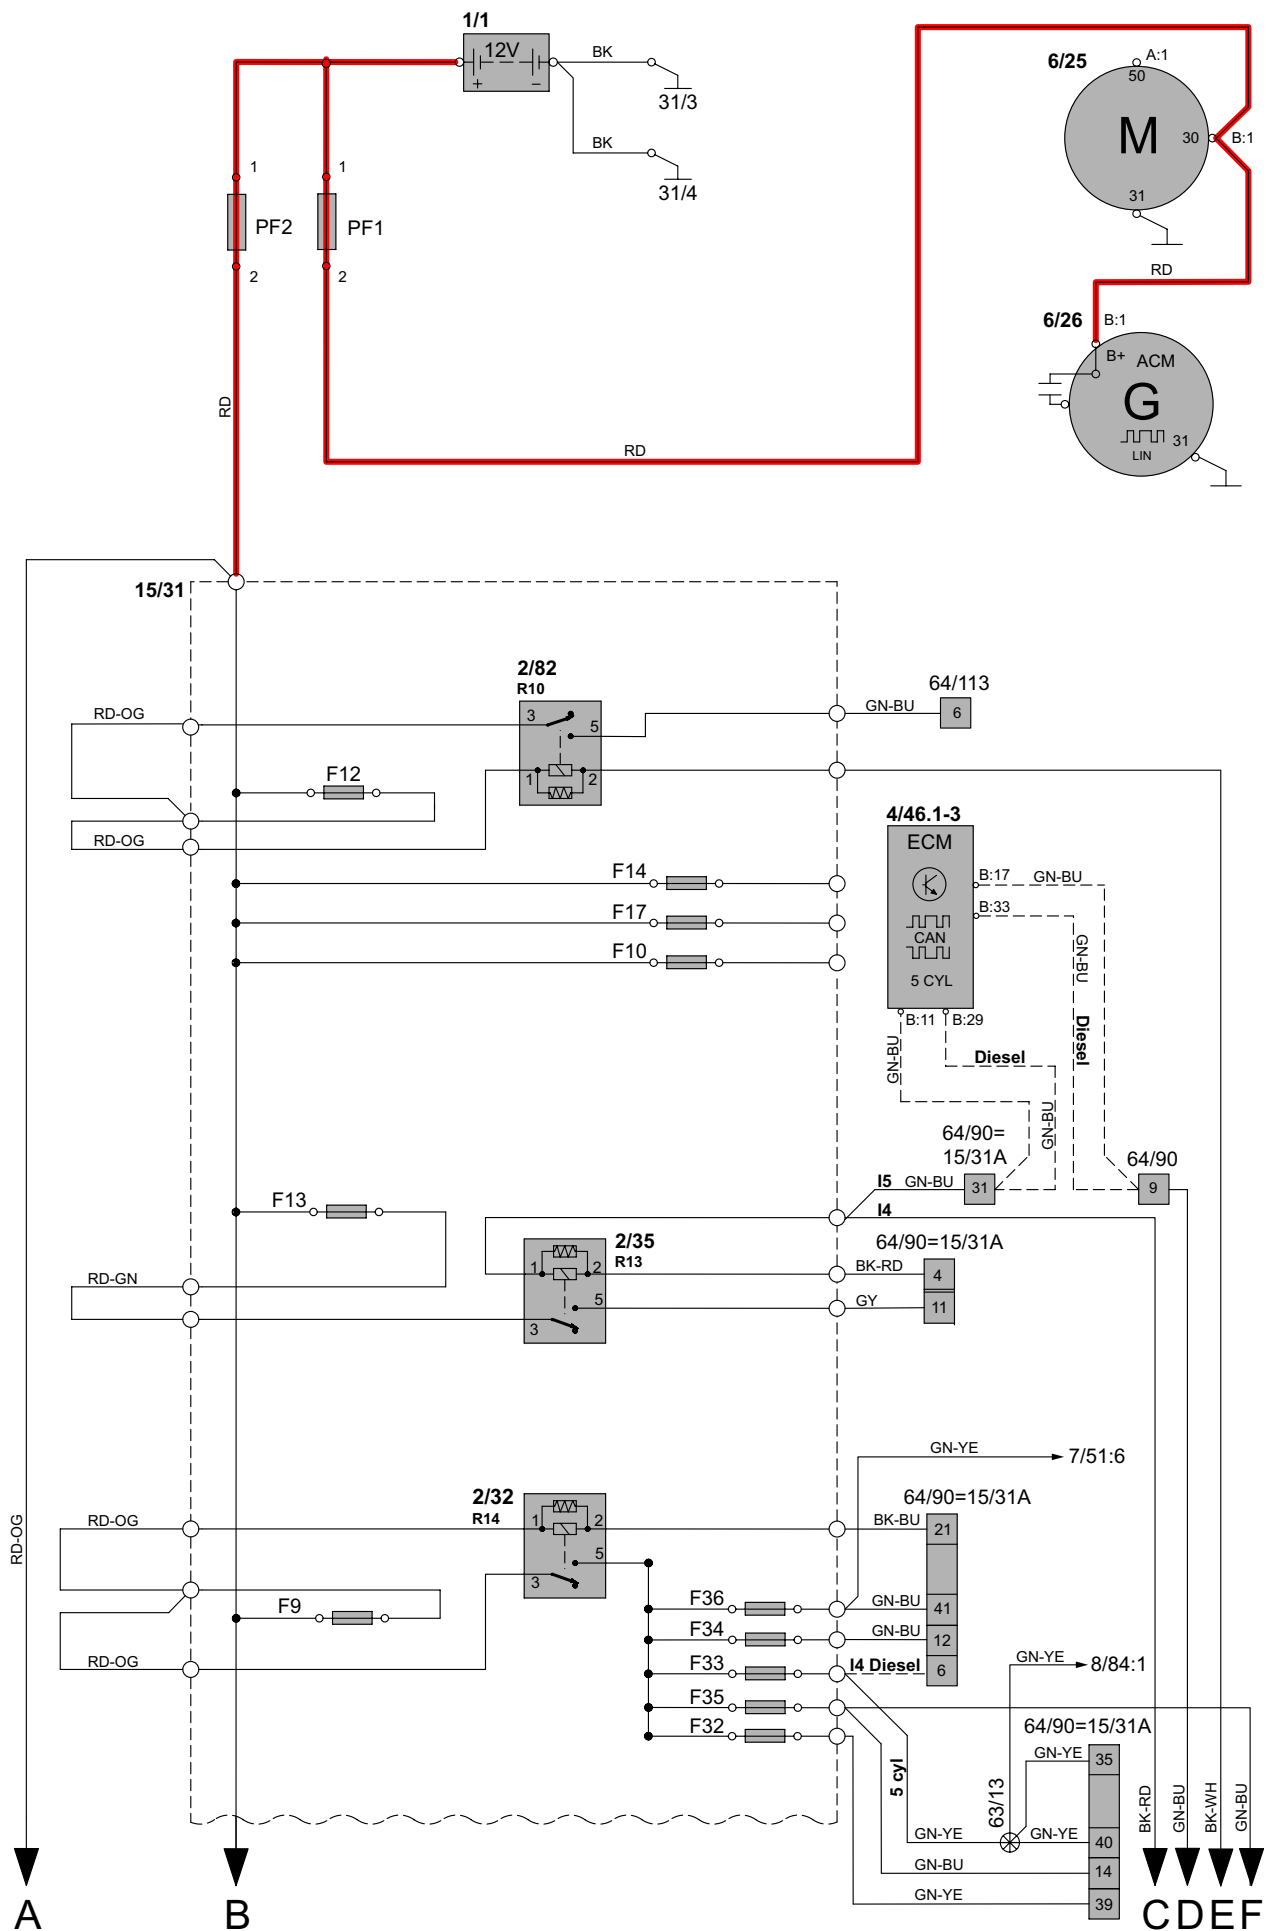 1/1
12V
+ −
BK
31/3
BK
31/4
6/25
A:1
50
M
30
B:1
31
RD
1
PF2
2
1
PF1
2
RD
RD
6/26
B:1
B+
ACM
G
31
LIN
15/31
2/82
R10
3
5
1
2
RD-OG
F12
RD-OG
GN-BU
64/113
6
F14
F17
F10
4/46.1-3
ECM
CAN
5 CYL
B:17
GN-BU
B:33
GN-BU
Diesel
B:11
B:29
GN-BU
Diesel
GN-BU
64/90=
15/31A
I5
GN-BU
31
64/90
9
I4
F13
2/35
R13
1
2
5
3
RD-GN
64/90=15/31A
BK-RD
4
GY
11
GN-YE
7/51:6
2/32
R14
1
2
5
3
RD-OG
F9
RD-OG
RD-OG
64/90=15/31A
BK-BU
21
F36
GN-BU
41
F34
GN-BU
12
F33
I4 Diesel
6
F35
F32
GN-YE
8/84:1
64/90=15/31A
GN-YE
35
5 cyl
63/13
GN-YE
GN-YE
40
GN-BU
14
GN-YE
39
BK-RD
GN-BU
BK-WH
GN-BU
A
B
C
D
E
F